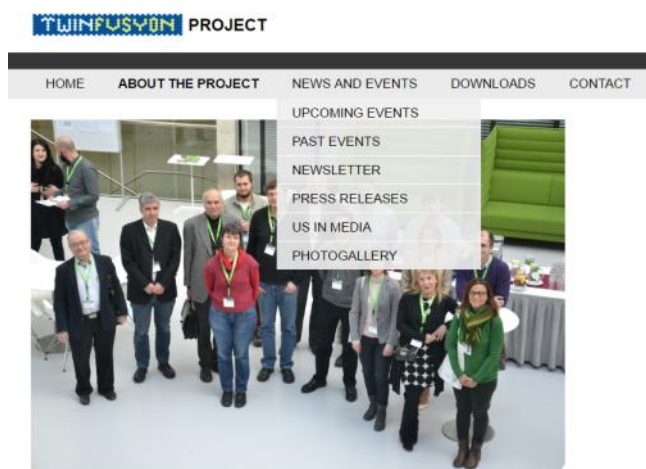 TWINFUSYON PROJECT
HOME ABOUT THE PROJECT NEWS AND EVENTS DOWNLOADS CONTACT
UPCOMING EVENTS
PAST EVENTS
NEWSLETTER
PRESS RELEASES
US IN MEDIA
PHOTOGALLERY